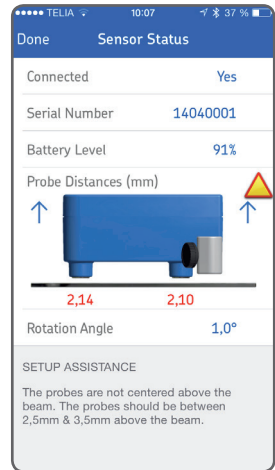 TELIA 10:07 37 %
Done Sensor Status
Connected Yes
Serial Number 14040001
Battery Level 91%
Probe Distances (mm)
2,14 2,10
Rotation Angle 1,0°
SETUP ASSISTANCE
The probes are not centered above the
beam. The probes should be between
2,5mm & 3,5mm above the beam.